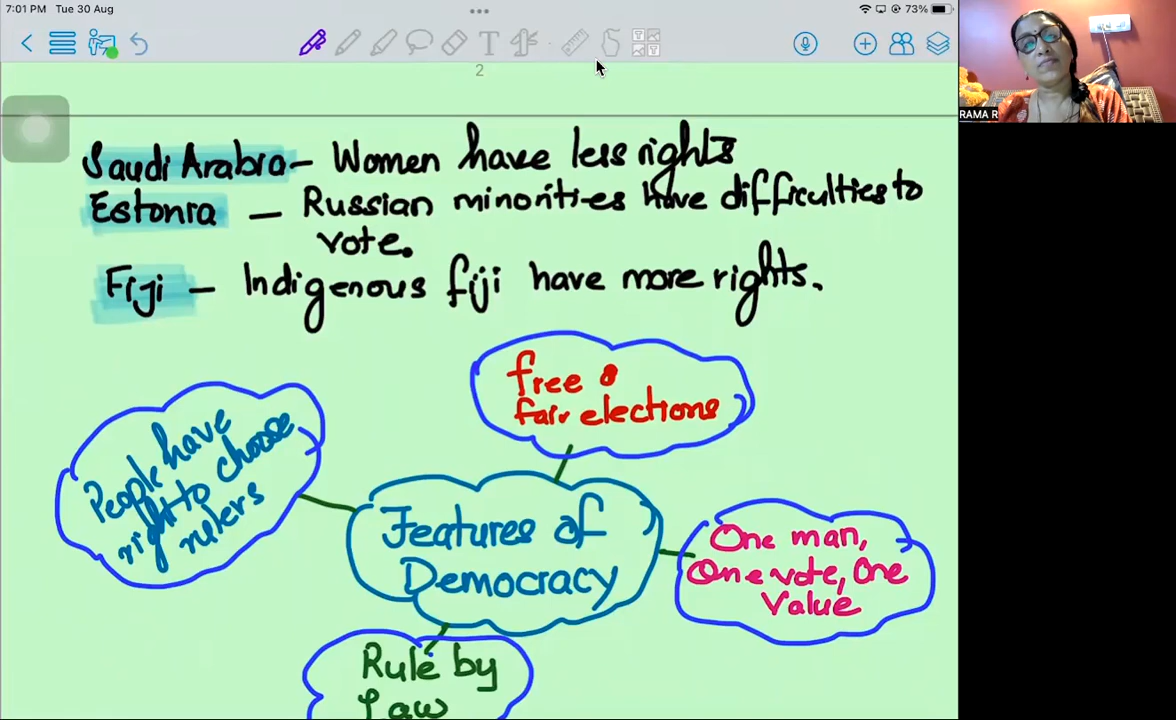 7:01 PM Tue 30 Aug
73%
2
RAMA R
Saudi Arabia - Women have less rights
Estonia - Russian minorities have difficulties to
vote.
Fiji - Indigenous fiji have more rights.
free &
fair elections
People have
right to choose
rulers
Features of
Democracy
One man,
One vote, One
Value
Rule by
Law